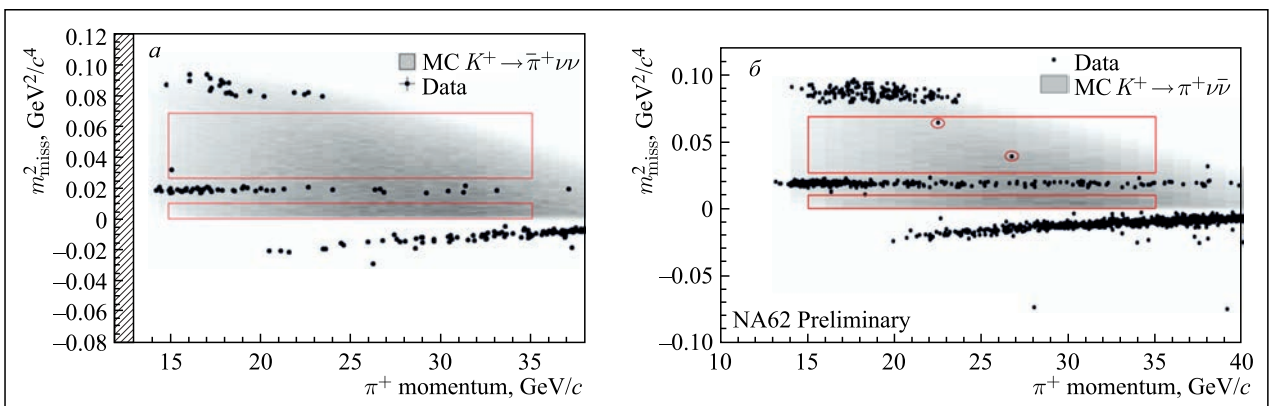 0.12
0.10
0.08
0.06
0.04
0.02
0
–0.02
–0.04
–0.06
–0.08
m²miss, GeV²/c⁴
а
MC K⁺ → π̄⁺νν
Data
15 20 25 30 35
π⁺ momentum, GeV/c
0.10
0.05
0
–0.05
–0.10
m²miss, GeV²/c⁴
б
Data
MC K⁺ → π⁺νν̄
NA62 Preliminary
10 15 20 25 30 35 40
π⁺ momentum, GeV/c